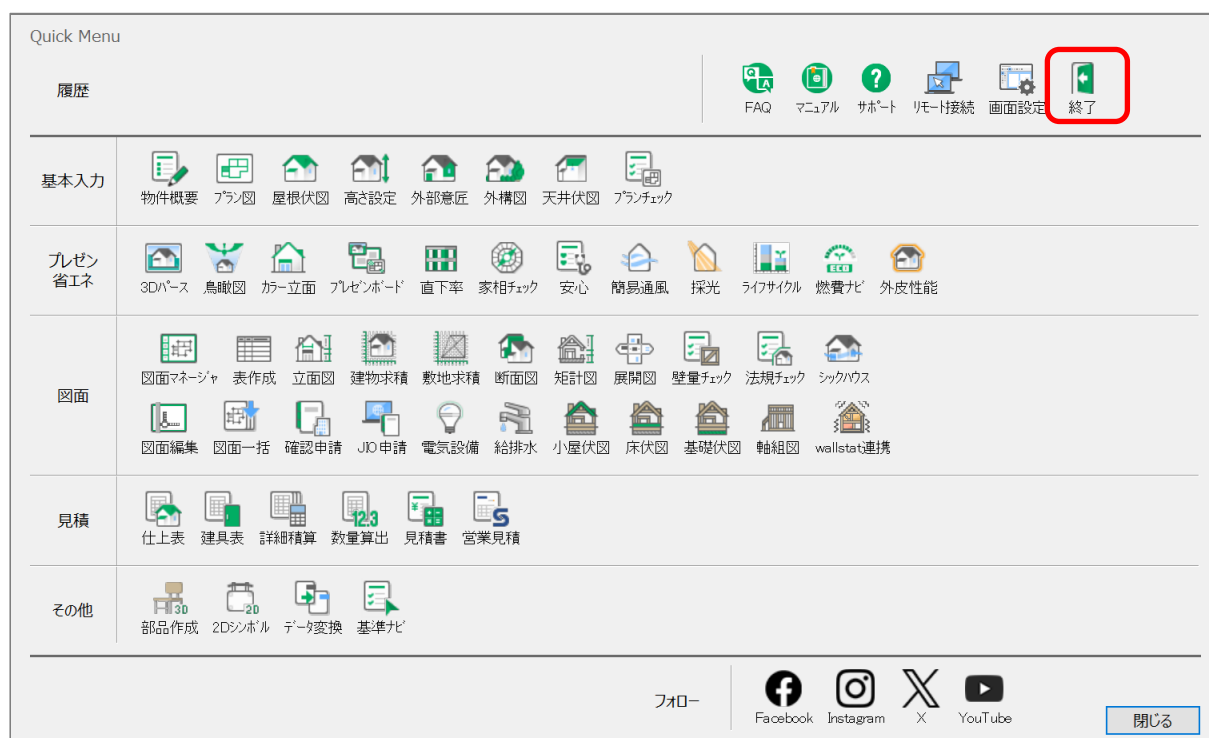 Quick Menu
履歴
FAQ マニュアル サポート リモート接続 画面設定 終了
基本入力
物件概要 プラン図 屋根伏図 高さ設定 外部意匠 外構図 天井伏図 プランチェック
プレゼン
省エネ
3Dパース 鳥瞰図 カラー立面 プレゼンボード 直下率 家相チェック 安心 簡易通風 採光 ライフサイクル 燃費ナビ 外皮性能
ECO
図面
図面マネージャ 表作成 立面図 建物求積 敷地求積 断面図 矩計図 展開図 壁量チェック 法規チェック シックハウス
図面編集 図面一括 確認申請 JIO申請 電気設備 給排水 小屋伏図 床伏図 基礎伏図 軸組図 wallstat連携
見積
123
仕上表 建具表 詳細積算 数量算出 見積書 営業見積
その他
3D 2D
部品作成 2Dシンボル データ変換 基準ナビ
フォロー
Facebook Instagram X YouTube
閉じる